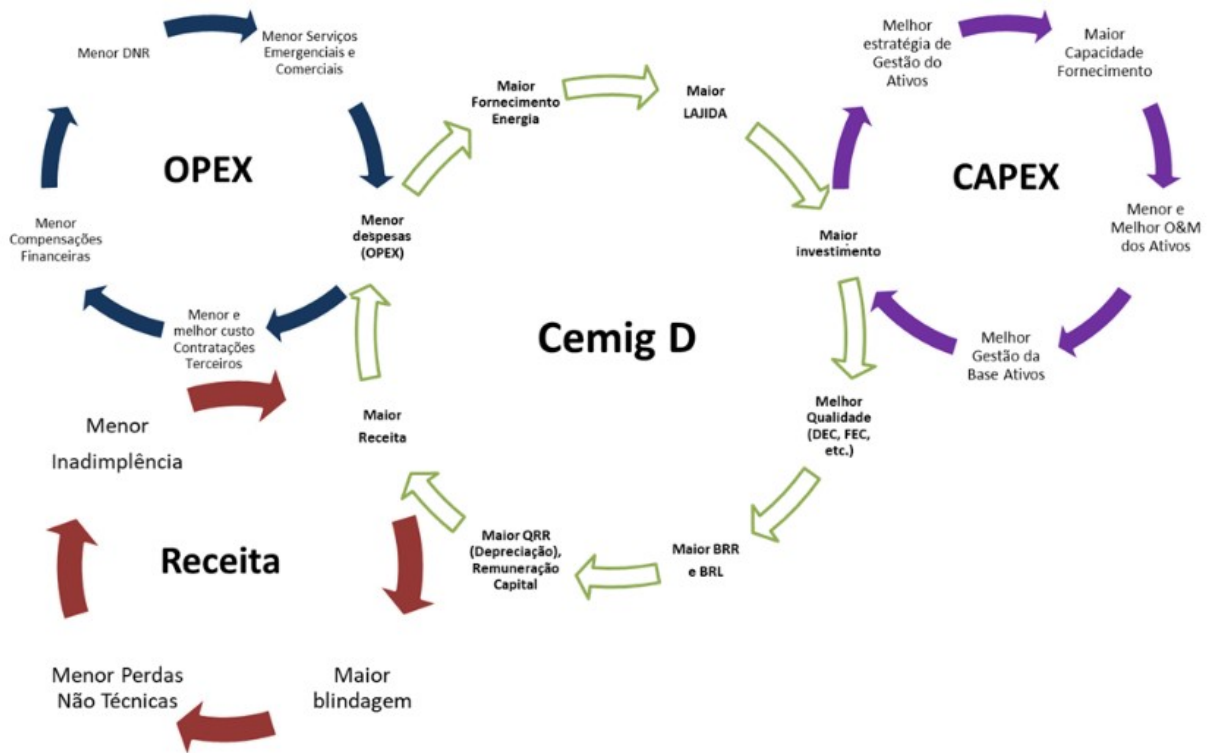 Menor DNR
Menor Serviços
Emergenciais e
Comerciais
OPEX
Menor
Compensações
Financeiras
Menor
despesas
(OPEX)
Menor e
melhor custo
Contratações
Terceiros
Maior
Fornecimento
Energia
Maior
LAJIDA
Melhor
estratégia de
Gestão do
Ativos
Maior
Capacidade
Fornecimento
CAPEX
Maior
investimento
Menor e
Melhor O&M
dos Ativos
Melhor
Gestão da
Base Ativos
Cemig D
Melhor
Qualidade
(DEC, FEC,
etc.)
Maior
Receita
Maior QRR
(Depreciação),
Remuneração
Capital
Maior BRR
e BRL
Menor
Inadimplência
Receita
Menor Perdas
Não Técnicas
Maior
blindagem